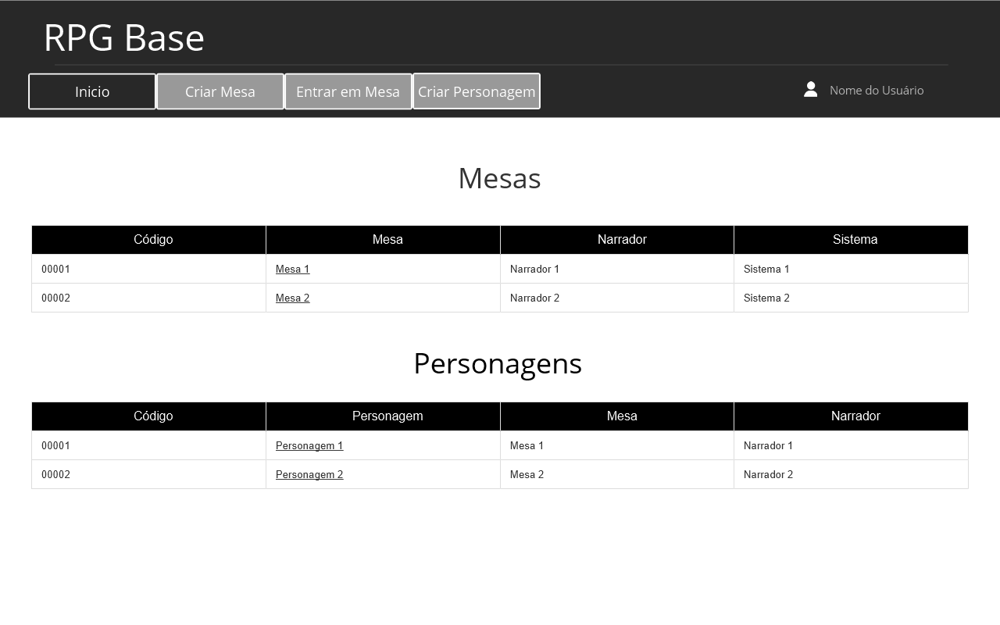 RPG Base
Inicio Criar Mesa Entrar em Mesa Criar Personagem Nome do Usuário
Mesas
Código Mesa Narrador Sistema
00001 Mesa 1 Narrador 1 Sistema 1
00002 Mesa 2 Narrador 2 Sistema 2
Personagens
Código Personagem Mesa Narrador
00001 Personagem 1 Mesa 1 Narrador 1
00002 Personagem 2 Mesa 2 Narrador 2